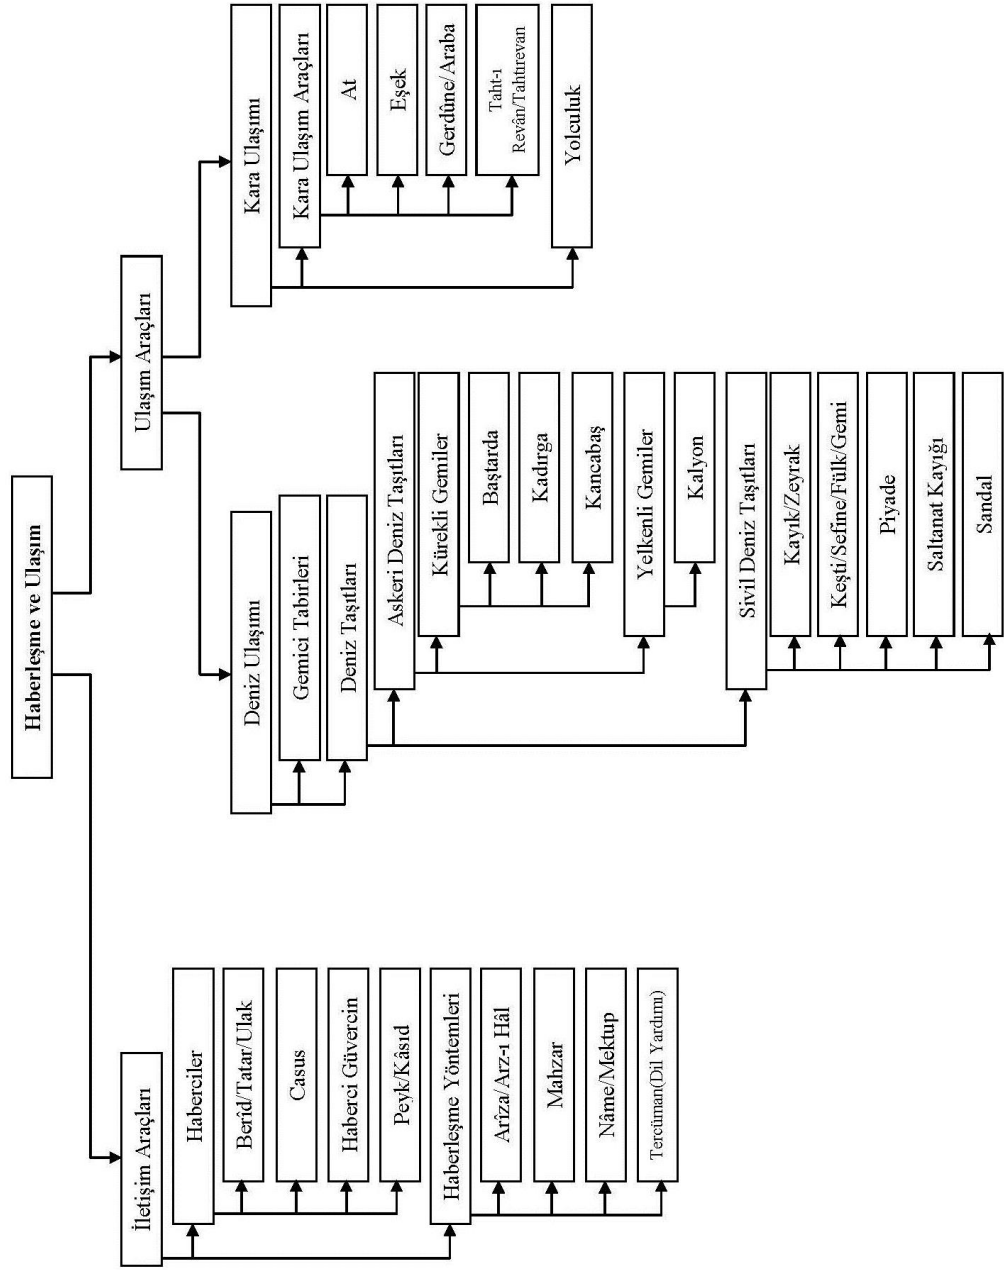 Haberleşme ve Ulaşım
İletişim Araçları
Haberciler
Berîd/Tatar/Ulak
Casus
Haberci Güvercin
Peyk/Kâsıd
Haberleşme Yöntemleri
Arîza/Arz-ı Hâl
Mahzar
Nâme/Mektup
Tercüman(Dil Yardımı)
Ulaşım Araçları
Deniz Ulaşımı
Gemici Tabirleri
Deniz Taşıtları
Askeri Deniz Taşıtları
Kürekli Gemiler
Baştarda
Kadırga
Kancabaş
Yelkenli Gemiler
Kalyon
Sivil Deniz Taşıtları
Kayık/Zeyrak
Keşti/Sefine/Fülk/Gemi
Piyade
Saltanat Kayığı
Sandal
Kara Ulaşımı
Kara Ulaşım Araçları
At
Eşek
Gerdûne/Araba
Taht-ı
Revân/Tahtırevan
Yolculuk